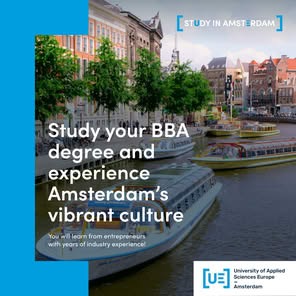 [STUDY IN AMSTERDAM]
Study your BBA
degree and
experience
Amsterdam's
vibrant culture
You will learn from entrepreneurs
with years of industry experience!
[UE]
University of Applied
Sciences Europe
Amsterdam